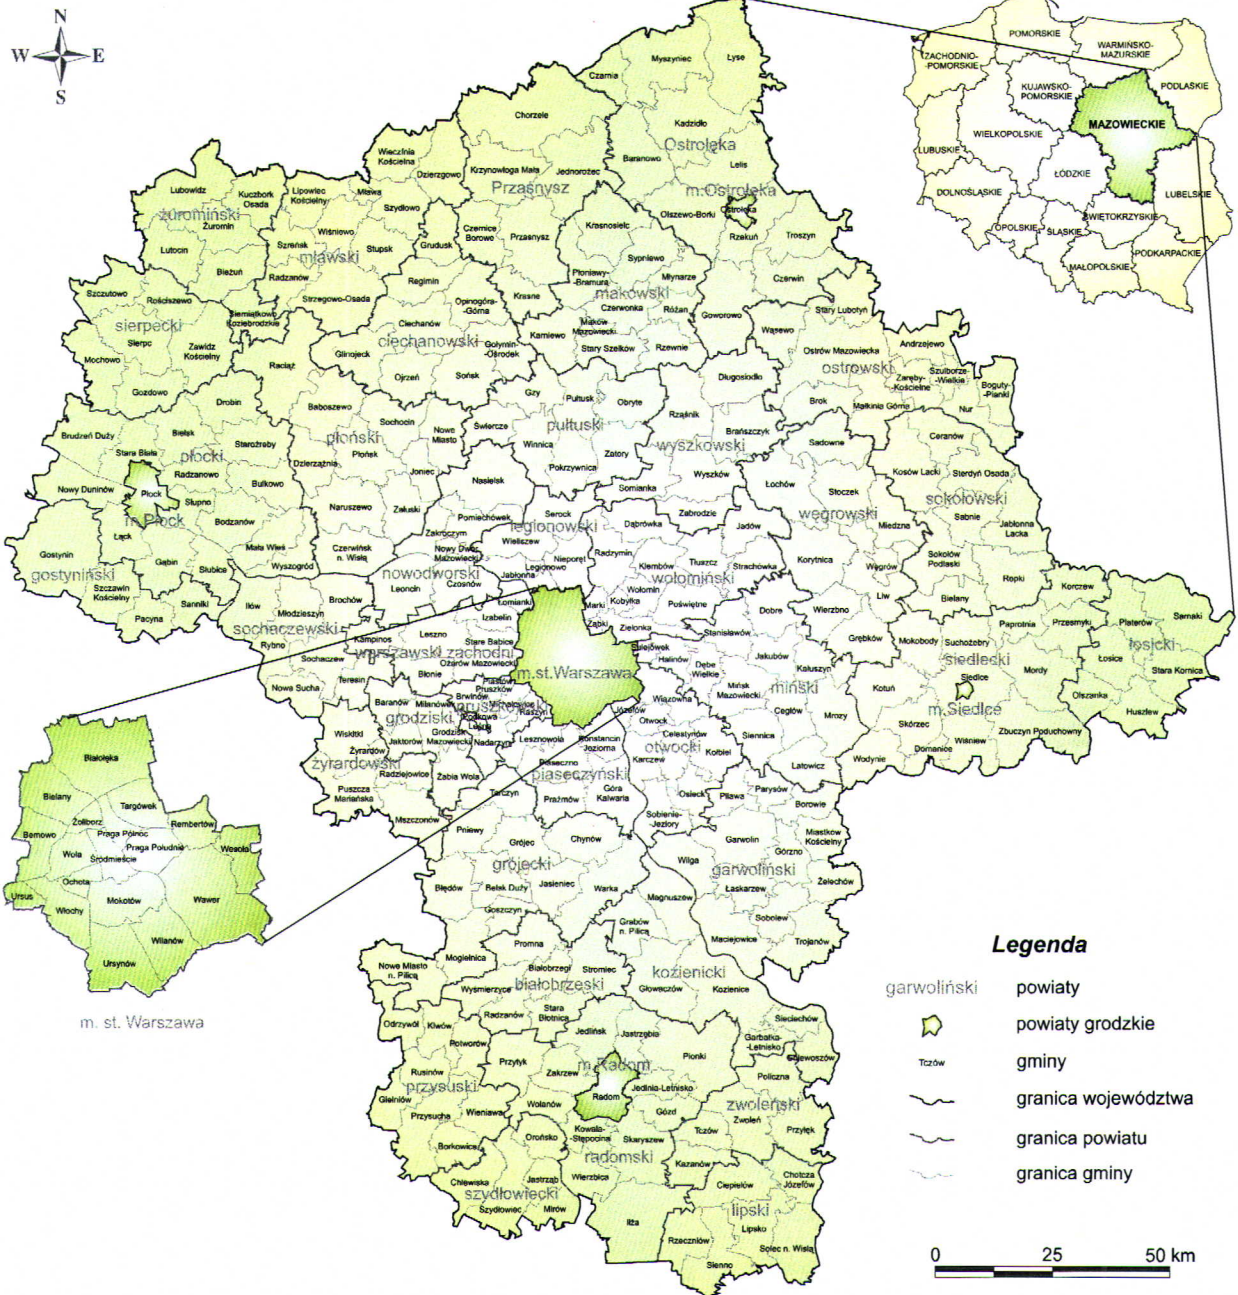 N
W E
S
POMORSKIE
WARMIŃSKO-
MAZURSKIE
ZACHODNIO-
POMORSKIE
KUJAWSKO-
POMORSKIE
PODLASKIE
MAZOWIECKIE
WIELKOPOLSKIE
LUBUSKIE
ŁÓDZKIE
DOLNOŚLĄSKIE
LUBELSKIE
ŚWIĘTOKRZYSKIE
OPOLSKIE
ŚLĄSKIE
PODKARPACKIE
MAŁOPOLSKIE
Myszyniec
Łyse
Czarnia
Chorzele
Kadzidło
Ostrołęka
Baranowo
Lelis
Wieczfnia
Kościelna
Dzierzgowo
Krzynowłoga Mała
Jednorożec
Przasnysz
m.Ostrołęka
Olszewo-Borki
Rzekuń
Troszyn
Lubowidz
Kuczbork
Osada
żuromiński
Żuromin
Lutocin
Bieżuń
Lipowiec
Kościelny
Mława
Szydłowo
Wiśniewo
Szreńsk
Stupsk
mławski
Radzanów
Strzegowo-Osada
Grudusk
Czernice
Borowe
Przasnysz
Krasnosielc
Sypniewo
Regimin
Opinogóra-
Górna
Krasne
Płoniawy-
Bramura
Młynarze
makowski
Czerwonka
Różan
Goworowo
Czerwin
Szczutowo
Rościszewo
sierpecki
Sierpc
Siemiątkowo
Koziebrodzkie
Zawidz
Kościelny
Mochowo
Gozdowo
Raciąż
Ciechanów
ciechanowski
Glinojeck
Gołymin-
Ośrodek
Ojrzeń
Sońsk
Karniewo
Maków
Mazowiecki
Stary Szelków
Rzewnie
Wąsewo
Stary Lubotyń
Andrzejewo
Ostrów Mazowiecka
ostrowski
Zaręby-
Kościelne
Szulborze
-Wielkie
Boguty-
Pianki
Nur
Małkinia Górna
Brok
Długosiodło
Drobin
Baboszewo
Sochocin
płoński
Płońsk
Nowe
Miasto
Joniec
Dzierzążnia
Naruszewo
Załuski
Gzy
Pułtusk
Obryte
Świercze
pułtuski
Winnica
Zatory
Pokrzywnica
Rząśnik
Brańszczyk
wyszkowski
Wyszków
Somianka
Zabrodzie
Brudzeń Duży
Bielsk
Stara Biała
płocki
Staroźreby
Radzanowo
Bulkowo
Nowy Duninów
Płock
m.Płock
Słupno
Bodzanów
Łąck
Gąbin
Słubice
Mała Wieś
Wyszogród
Czerwińsk
n. Wisłą
Nasielsk
Pomiechówek
Zakroczym
Nowy Dwór
Mazowiecki
nowodworski
Leoncin
Czosnów
Serock
legionowski
Wieliszew
Nieporęt
Legionowo
Jabłonna
Dąbrówka
Radzymin
Klembów
Tłuszcz
Jadów
Strachówka
wołomiński
Wołomin
Kobyłka
Poświętne
Marki
Ząbki
Zielonka
Sadowne
Łochów
Stoczek
węgrowski
Miedzna
Korytnica
Węgrów
Liw
Wierzbno
Grębków
Ceranów
Kosów Lacki
Sterdyń Osada
sokołowski
Sabnie
Jabłonna
Lacka
Sokołów
Podlaski
Repki
Bielany
Gostynin
gostyniński
Szczawin
Kościelny
Sanniki
Pacyna
Iłów
Młodzieszyn
Brochów
sochaczewski
Rybno
Sochaczew
Nowa Sucha
Teresin
Kampinos
Leszno
Łomianki
Izabelin
Stare Babice
warszawski zachodni
Ożarów Mazowiecki
Błonie
m.st.Warszawa
Dobre
Stanisławów
Sulejówek
Halinów
Dębe
Wielkie
Jakubów
Kałuszyn
Mińsk
Mazowiecki
miński
Cegłów
Mrozy
Siennica
Latowicz
Korczew
Paprotnia
Przesmyki
Mokobody
Suchożebry
siedlecki
Siedlce
Mordy
Kotuń
m.Siedlce
Skórzec
Wiśniew
Zbuczyn Poduchowny
Domanice
Wodynie
Platerów
Sarnaki
łosicki
Łosice
Stara Kornica
Olszanka
Huszlew
Baranów
Milanówek
Brwinów
Piastów
Pruszków
Michałowice
pruszkowski
Raszyn
Podkowa
Leśna
Nadarzyn
grodziski
Grodzisk
Mazowiecki
Jaktorów
Żabia Wola
Wiskitki
Żyrardów
żyrardowski
Radziejowice
Puszcza
Mariańska
Mszczonów
Lesznowola
Konstancin
Jeziorna
Piaseczno
piaseczyński
Góra
Kalwaria
Prażmów
Tarczyn
Józefów
Wiązowna
Otwock
Celestynów
otwocki
Karczew
Kołbiel
Osieck
Sobienie-
Jeziory
Pilawa
Parysów
Borowie
Garwolin
Miastków
Kościelny
Górzno
garwoliński
Wilga
Łaskarzew
Żelechów
Sobolew
Maciejowice
Trojanów
Pniewy
Grójec
Chynów
grójecki
Błędów
Belsk Duży
Jasieniec
Warka
Goszczyn
Mogielnica
Nowe Miasto
n. Pilicą
Magnuszew
Grabów
n. Pilicą
kozienicki
Głowaczów
Kozienice
Sieciechów
Garbatka-
Letnisko
Gniewoszów
Promna
Białobrzegi
Stromiec
białobrzeski
Wyśmierzyce
Radzanów
Stara
Błotnica
Odrzywół
Klwów
Potworów
Rusinów
przysuski
Gielniów
Przysucha
Wieniawa
Borkowice
Jedlińsk
Jastrzębia
Pionki
Przytyk
Zakrzew
m.Radom
Radom
Jedlnia-Letnisko
Wolanów
Gózd
Kowala-
Stępocina
Skaryszew
radomski
Wierzbica
Iłża
Policzna
zwoleński
Zwoleń
Tczów
Przyłęk
Kazanów
Orońsko
Chlewiska
Jastrząb
szydłowiecki
Szydłowiec
Mirów
Ciepielów
Chotcza
Józefów
lipski
Lipsko
Rzeczniów
Solec n. Wisłą
Sienno
Białołęka
Bielany
Targówek
Żoliborz
Rembertów
Bemowo
Praga Północ
Praga Południe
Wesoła
Wola
Śródmieście
Ochota
Ursus
Mokotów
Wawer
Włochy
Wilanów
Ursynów
m. st. Warszawa
Legenda
garwoliński powiaty
powiaty grodzkie
Tczów gminy
granica województwa
granica powiatu
granica gminy
0 25 50 km